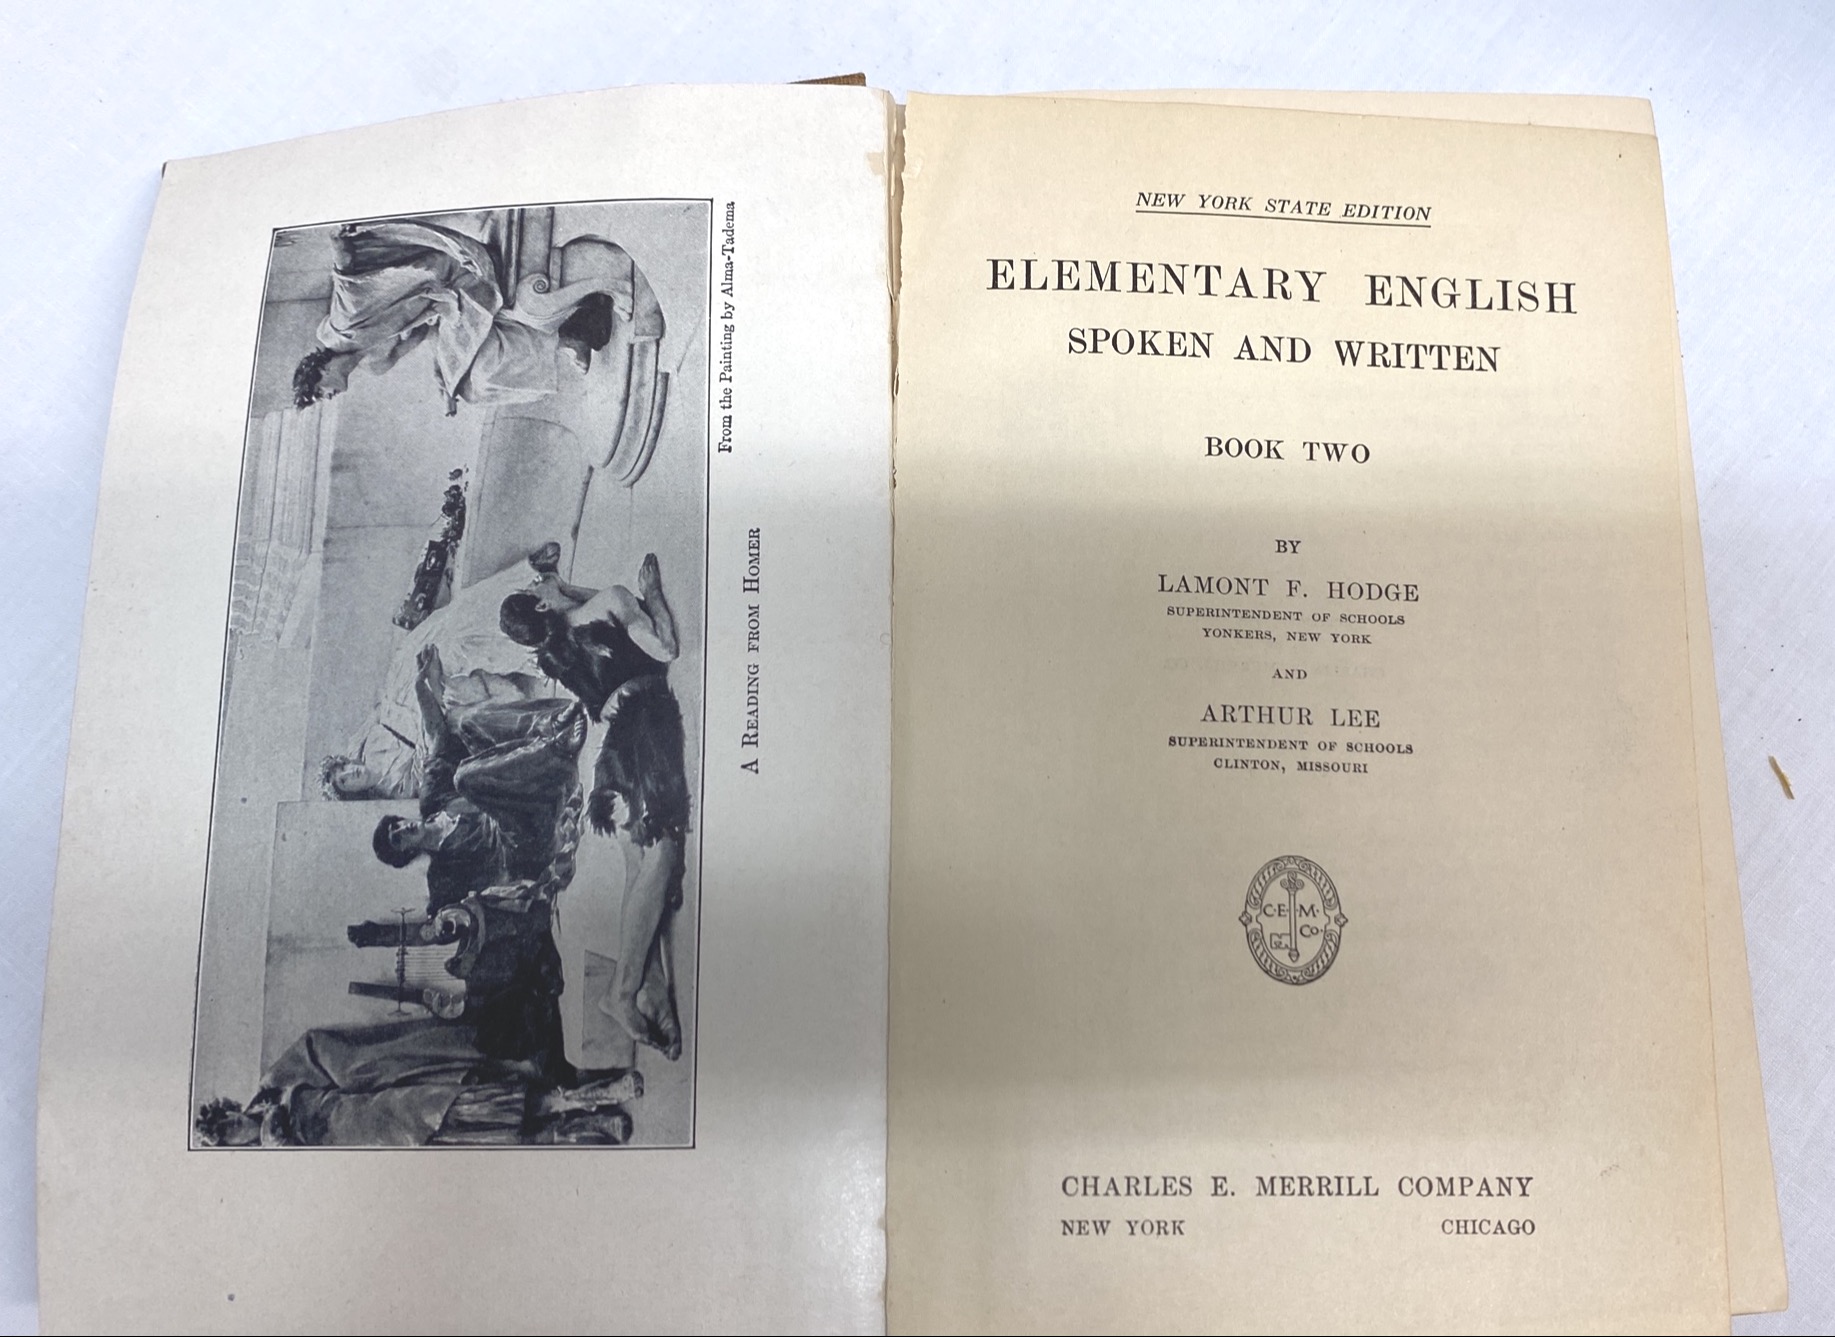 From the Painting by Alma-Tadema
A READING FROM HOMER
NEW YORK STATE EDITION
ELEMENTARY ENGLISH
SPOKEN AND WRITTEN
BOOK TWO
BY
LAMONT F. HODGE
SUPERINTENDENT OF SCHOOLS
YONKERS, NEW YORK
AND
ARTHUR LEE
SUPERINTENDENT OF SCHOOLS
CLINTON, MISSOURI
C·E·M·
Co·
CHARLES E. MERRILL COMPANY
NEW YORK CHICAGO